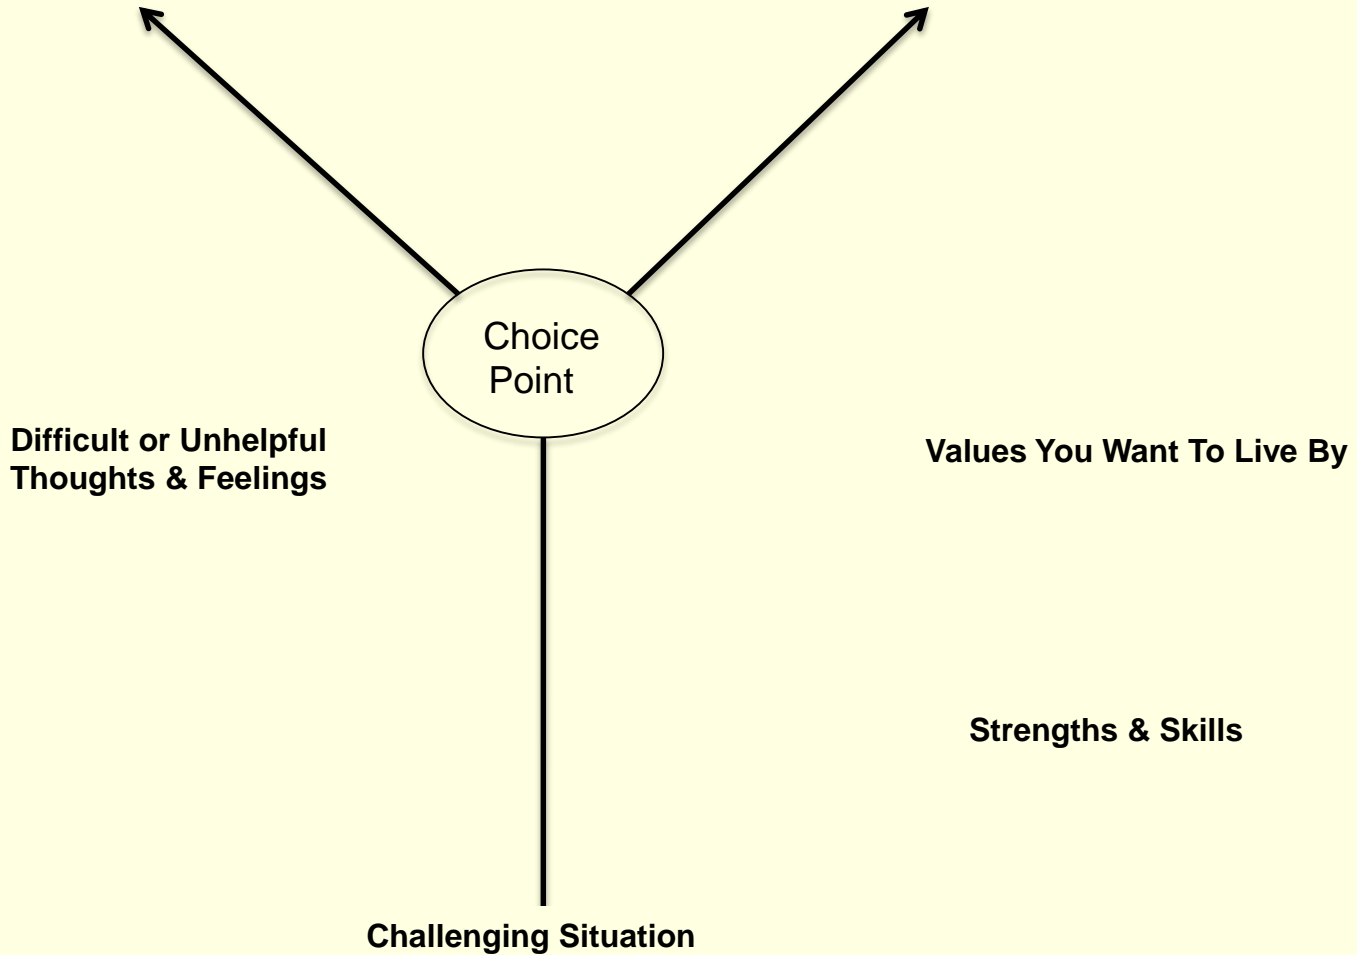 Choice
Point
Difficult or Unhelpful
Thoughts & Feelings
Values You Want To Live By
Strengths & Skills
Challenging Situation